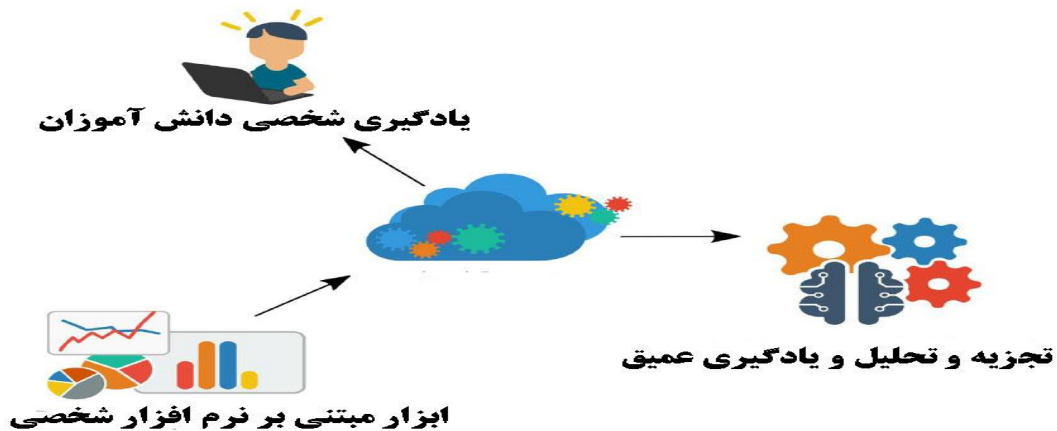 یادگیری شخصی دانش آموزان
تجزیه و تحلیل و یادگیری عمیق
ابزار مبتنی بر نرم افزار شخصی